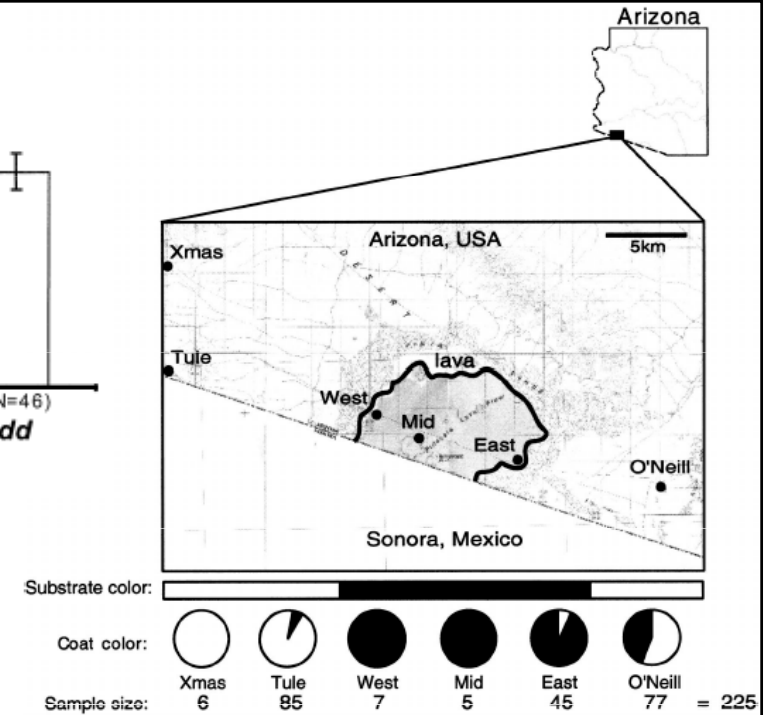 Arizona
Arizona, USA
5km
Xmas
DESERT
Tule
lava
West
Mid
East
O'Neill
N=46)
dd
Sonora, Mexico
Substrate color:
Coat color:
Xmas Tule West Mid East O'Neill
Sample size: 6 85 7 5 45 77 = 225